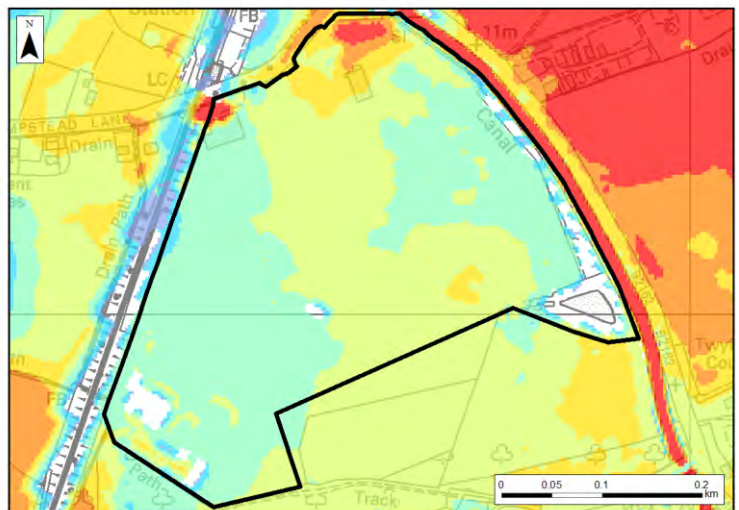 N
Station
FB
11m
Drain
LC
MPSTEAD LANE
Drain
Canal
Drain Path
B2182
FB
Path
Track
0 0.05 0.1 0.2
km